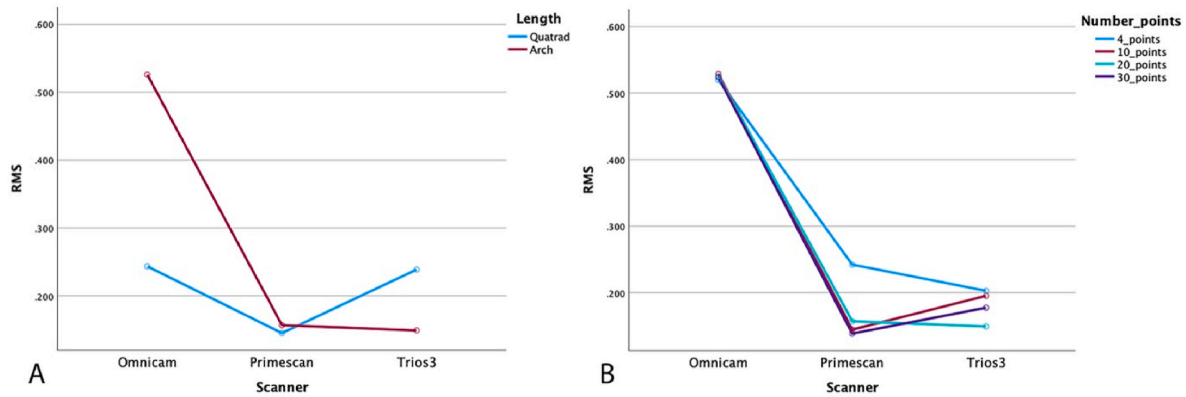 Length
Quatrad
Arch
.600
.500
.400
.300
.200
RMS
Omnicam
Primescan
Trios3
Scanner
A
Number_points
4_points
10_points
20_points
30_points
.600
.500
.400
.300
.200
RMS
Omnicam
Primescan
Trios3
Scanner
B